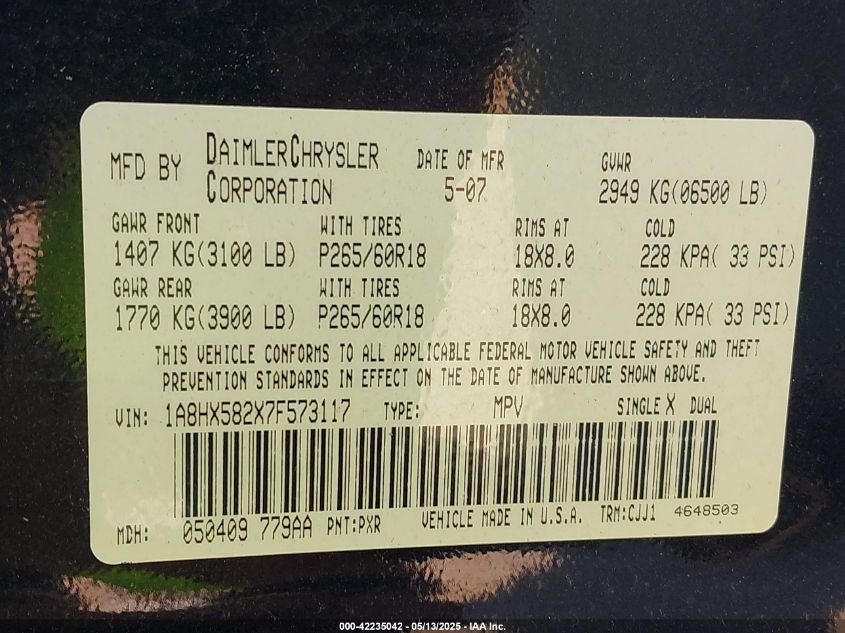 MFD BY DAIMLERCHRYSLER CORPORATION DATE OF MFR 5-07 GVWR 2949 KG(06500 LB)
GAWR FRONT WITH TIRES RIMS AT COLD
1407 KG(3100 LB) P265/60R18 18X8.0 228 KPA( 33 PSI)
GAWR REAR WITH TIRES RIMS AT COLD
1770 KG(3900 LB) P265/60R18 18X8.0 228 KPA( 33 PSI)
THIS VEHICLE CONFORMS TO ALL APPLICABLE FEDERAL MOTOR VEHICLE SAFETY AND THEFT
PREVENTION STANDARDS IN EFFECT ON THE DATE OF MANUFACTURE SHOWN ABOVE.
VIN: 1A8HX582X7F573117 TYPE: MPV SINGLE X DUAL
MDH: 050409 779AA PNT:PXR VEHICLE MADE IN U.S.A. TRM:CJJ1 4648503
000-42235042 - 05/13/2025 - IAA Inc.